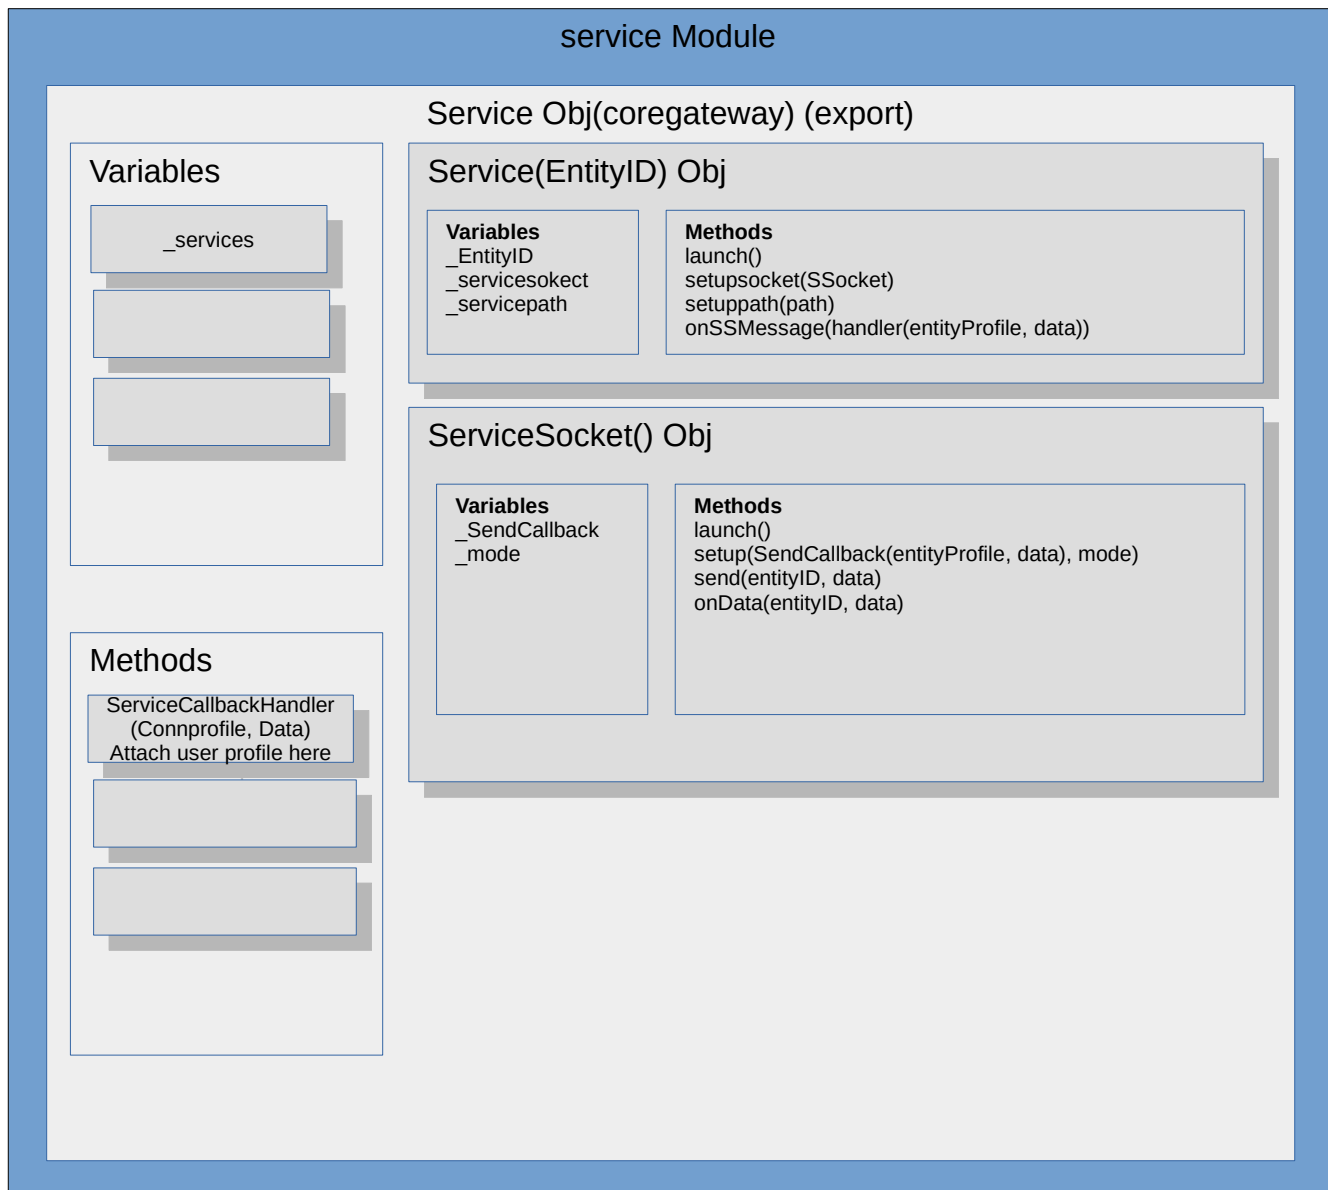 service Module
Service Obj(coregateway) (export)
Variables
_services
Methods
ServiceCallbackHandler
(Connprofile, Data)
Attach user profile here
Service(EntityID) Obj
Variables
_EntityID
_servicesokect
_servicepath
Methods
launch()
setupsocket(SSocket)
setuppath(path)
onSSMessage(handler(entityProfile, data))
ServiceSocket() Obj
Variables
_SendCallback
_mode
Methods
launch()
setup(SendCallback(entityProfile, data), mode)
send(entityID, data)
onData(entityID, data)